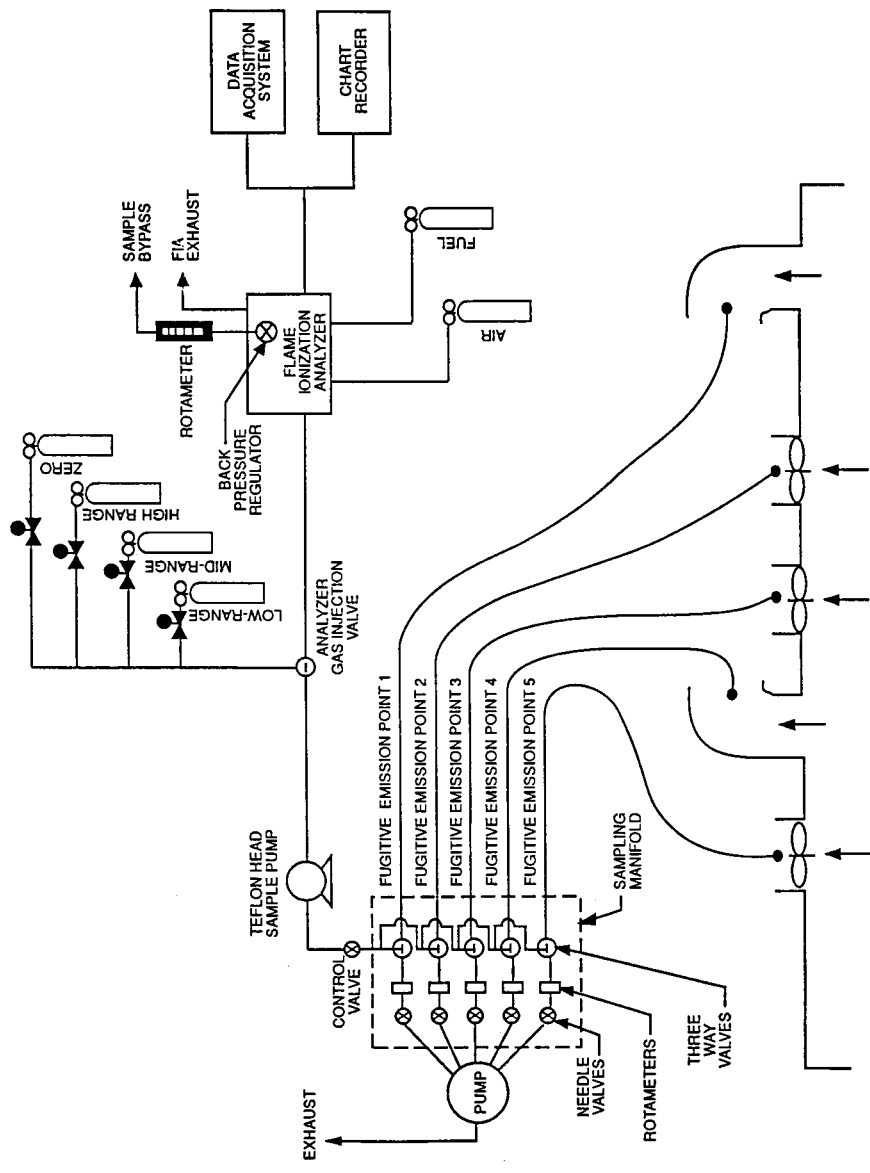 DATA
ACQUISITION
SYSTEM
CHART
RECORDER
SAMPLE
BYPASS
FIA
EXHAUST
ROTAMETER
BACK
PRESSURE
REGULATOR
FLAME
IONIZATION
ANALYZER
FUEL
AIR
ZERO
HIGH RANGE
MID-RANGE
LOW-RANGE
ANALYZER
GAS INJECTION
VALVE
TEFLON HEAD
SAMPLE PUMP
CONTROL
VALVE
FUGITIVE EMISSION POINT 1
FUGITIVE EMISSION POINT 2
FUGITIVE EMISSION POINT 3
FUGITIVE EMISSION POINT 4
FUGITIVE EMISSION POINT 5
SAMPLING
MANIFOLD
THREE
WAY
VALVES
ROTAMETERS
NEEDLE
VALVES
PUMP
EXHAUST